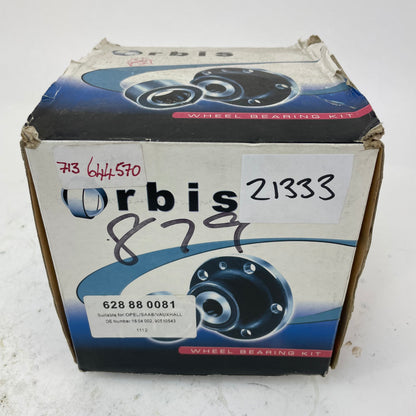 Orbis
WHEEL BEARING KIT
713 644570
Orbis
21333
879
628 88 0081
Suitable for OPEL/SAAB/VAUXHALL
OE Number 16 04 002, 90510543
1112
WHEEL BEARING KIT